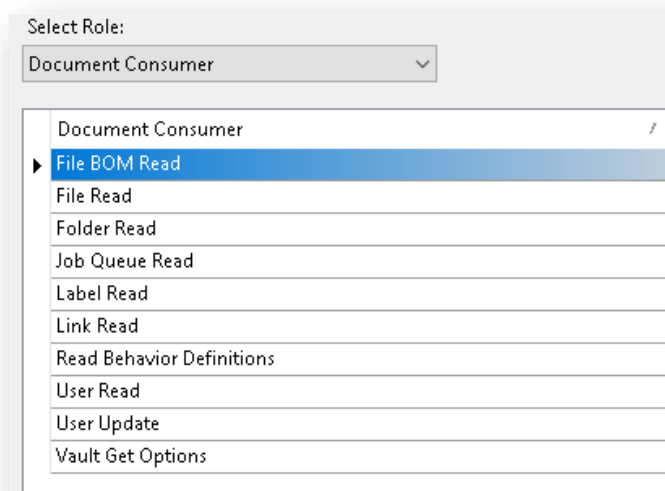 Select Role:
Document Consumer
Document Consumer
File BOM Read
File Read
Folder Read
Job Queue Read
Label Read
Link Read
Read Behavior Definitions
User Read
User Update
Vault Get Options